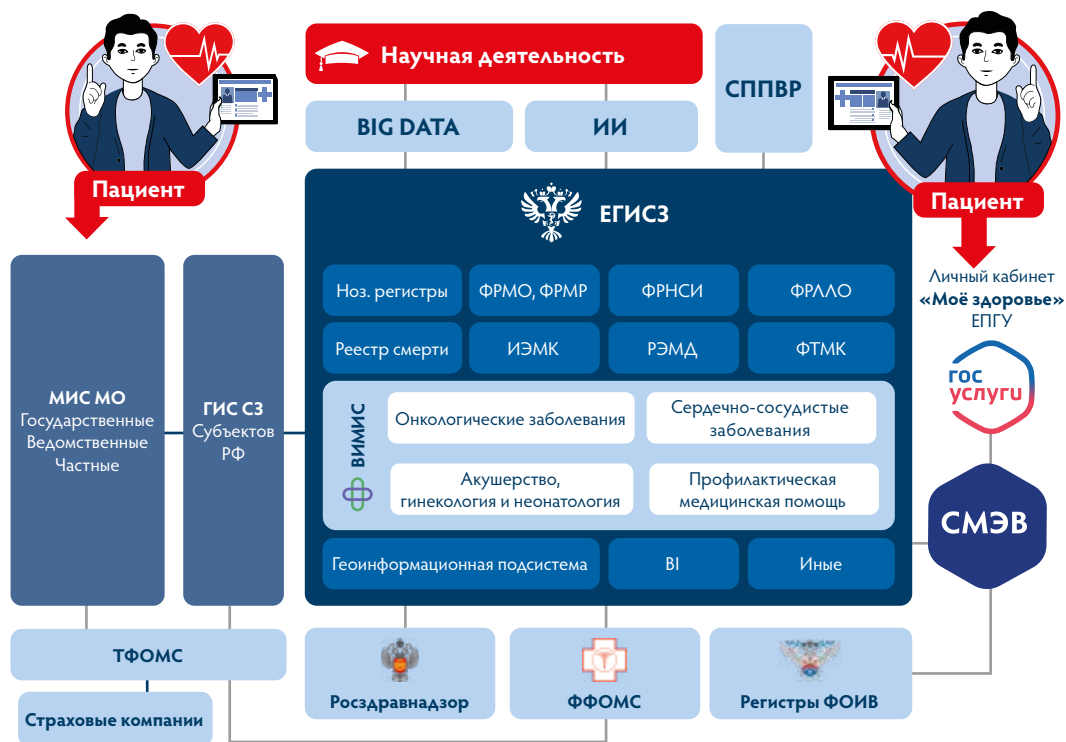 Научная деятельность
BIG DATA
ИИ
СППВР
Пациент
Пациент
ЕГИСЗ
Личный кабинет
«Моё здоровье»
ЕПГУ
Ноз. регистры
ФРМО, ФРМР
ФРНСИ
ФРЛЛО
Реестр смерти
ИЭМК
РЭМД
ФТМК
гос
услуги
МИС МО
Государственные
Ведомственные
Частные
ГИС СЗ
Субъектов
РФ
ВИМИС
Онкологические заболевания
Сердечно-сосудистые
заболевания
Акушерство,
гинекология и неонатология
Профилактическая
медицинская помощь
СМЭВ
Геоинформационная подсистема
BI
Иные
ТФОМС
Страховые компании
Росздравнадзор
ФФОМС
Регистры ФОИВ